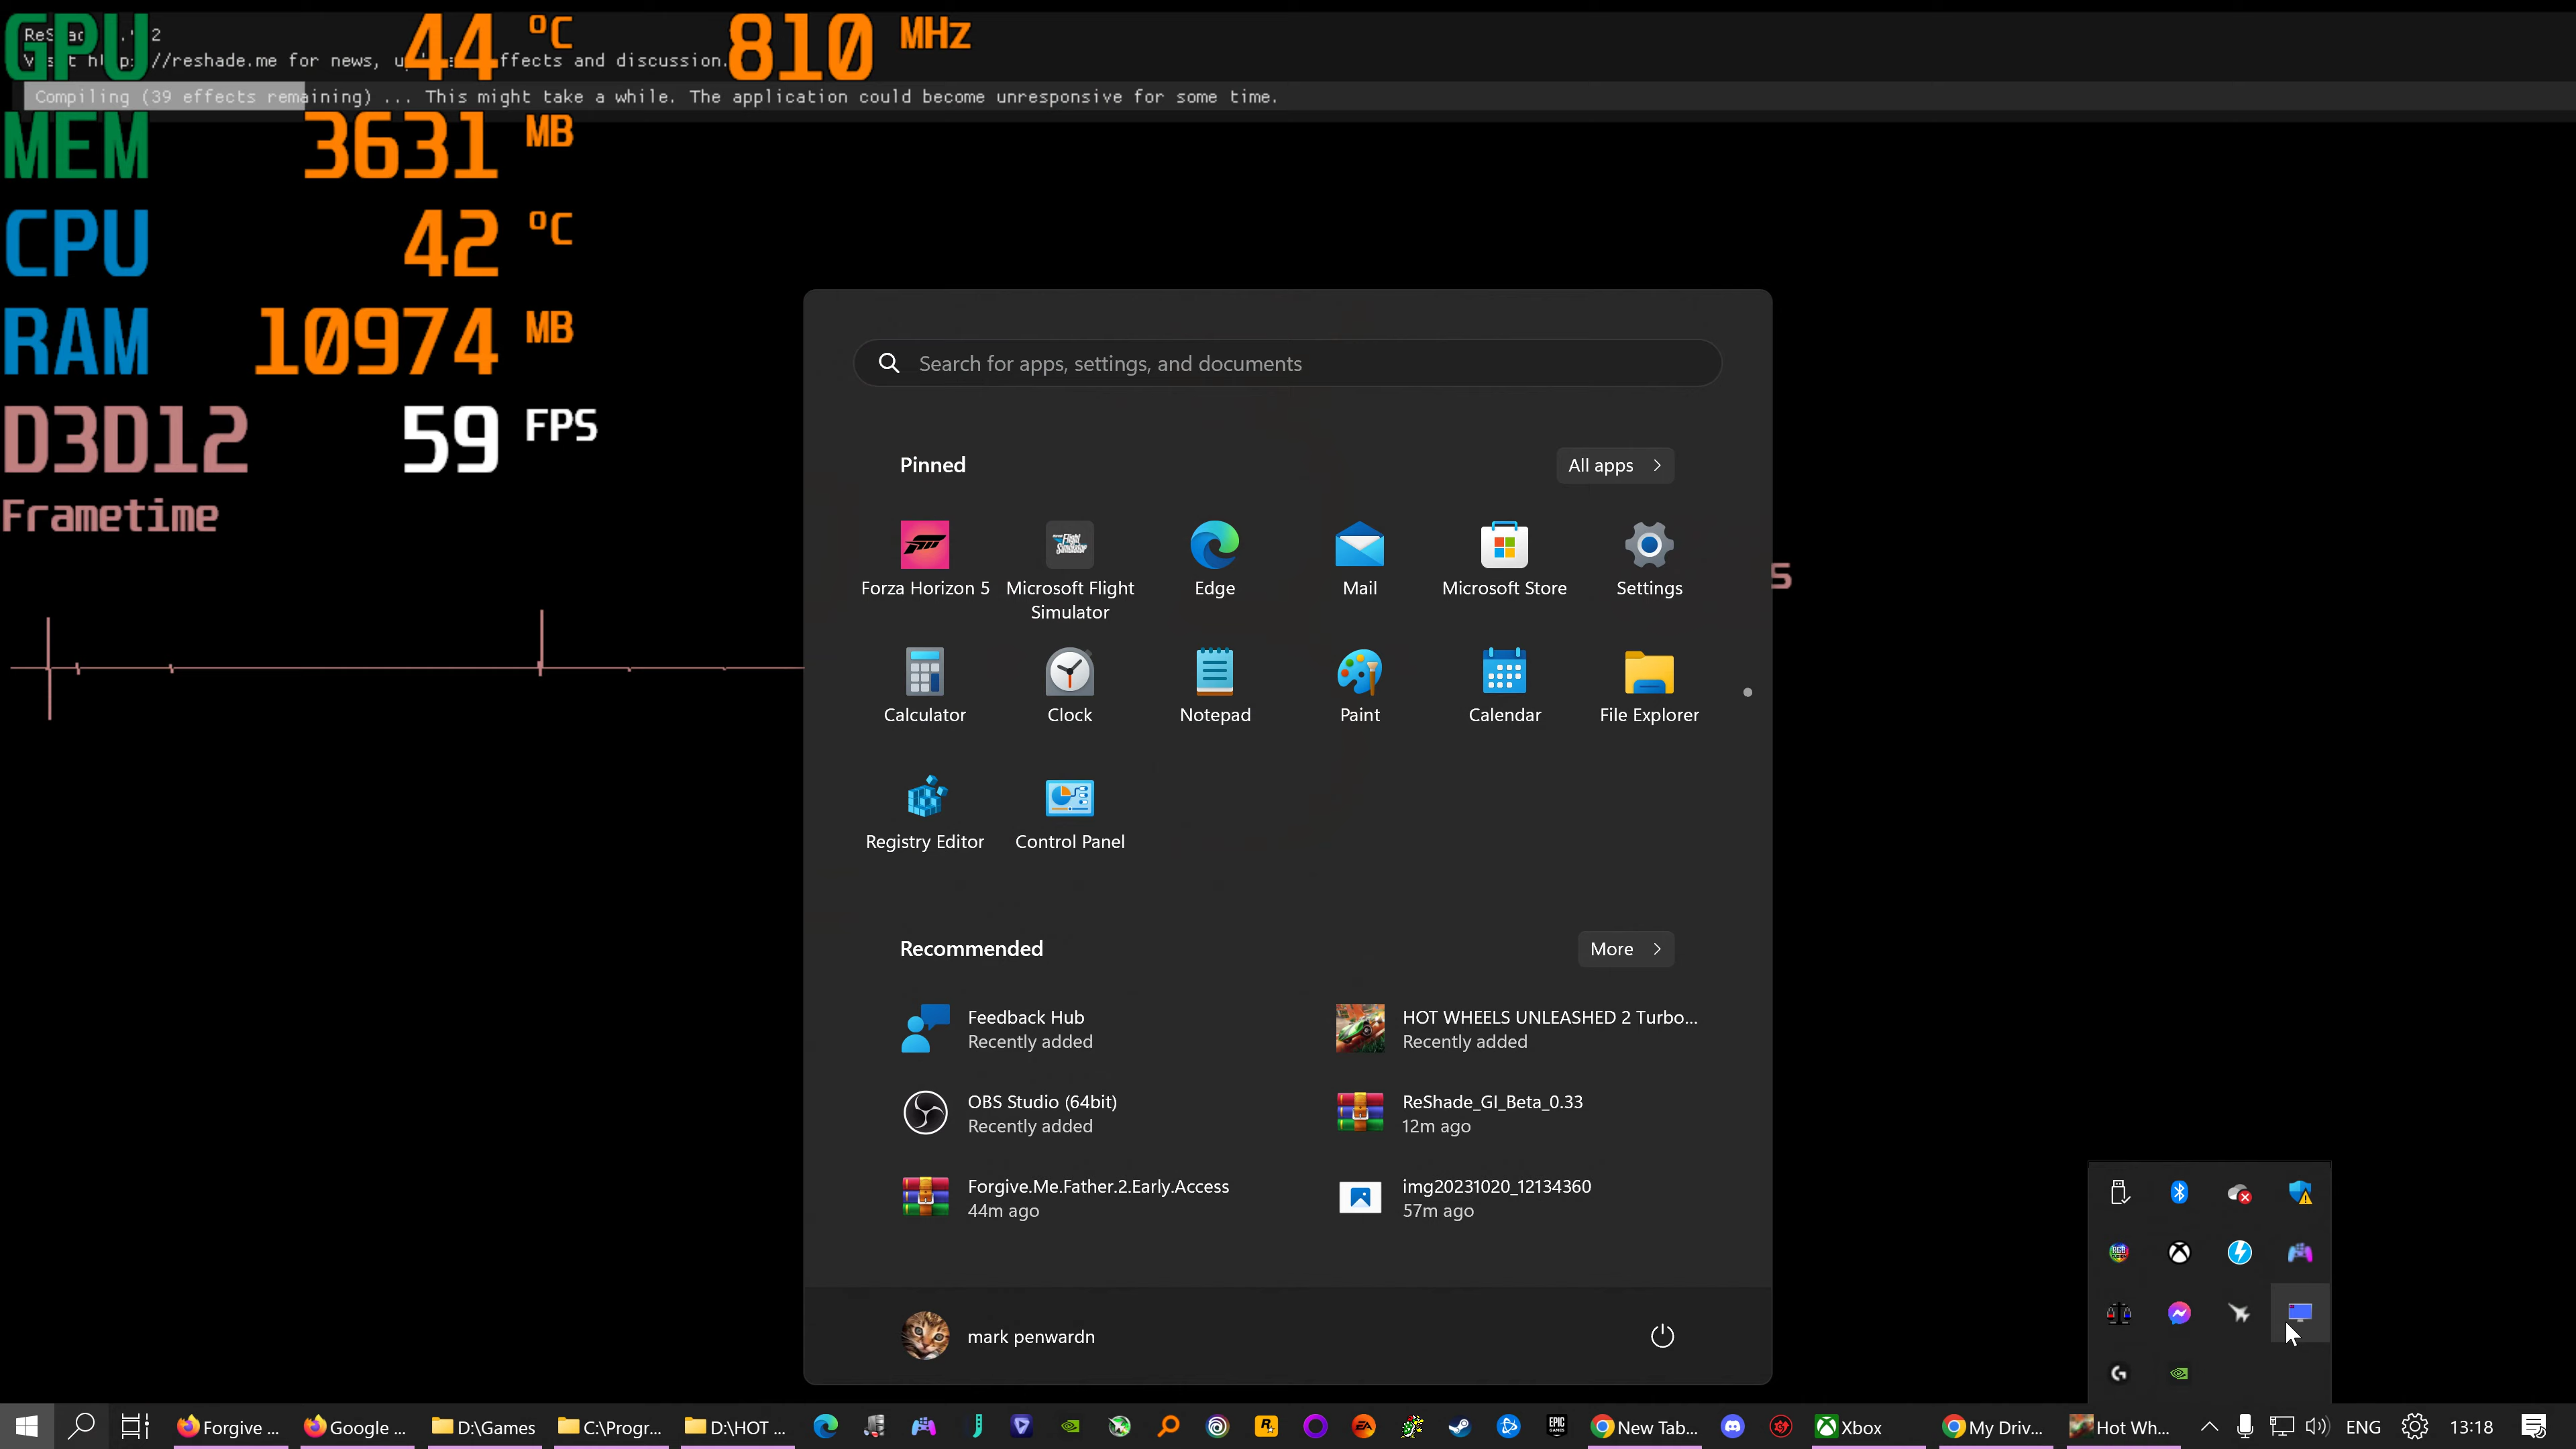 GPU 44 °C 810 MHz
for news,
effects and discussion.
Compiling (39 effects remaining) ... This might take a while. The application could become unresponsive for some time.
MEM 3631 MB
CPU 42 °C
RAM 10974 MB
D3D12 59 FPS
Frametime
s
Search for apps, settings, and documents
Pinned
All apps
Forza Horizon 5
Microsoft Flight
Simulator
Edge
Mail
Microsoft Store
Settings
Calculator
Clock
Notepad
Paint
Calendar
File Explorer
Registry Editor
Control Panel
Recommended
More
Feedback Hub
Recently added
HOT WHEELS UNLEASHED 2 Turbo...
Recently added
OBS Studio (64bit)
Recently added
ReShade_GI_Beta_0.33
12m ago
Forgive.Me.Father.2.Early.Access
44m ago
img20231020_12134360
57m ago
mark penwardn
Forgive ...
Google ...
D:\Games
C:\Progr...
D:\HOT ...
EA
EPIC
GAMES
New Tab...
Xbox
My Driv...
Hot Wh...
ENG
13:18